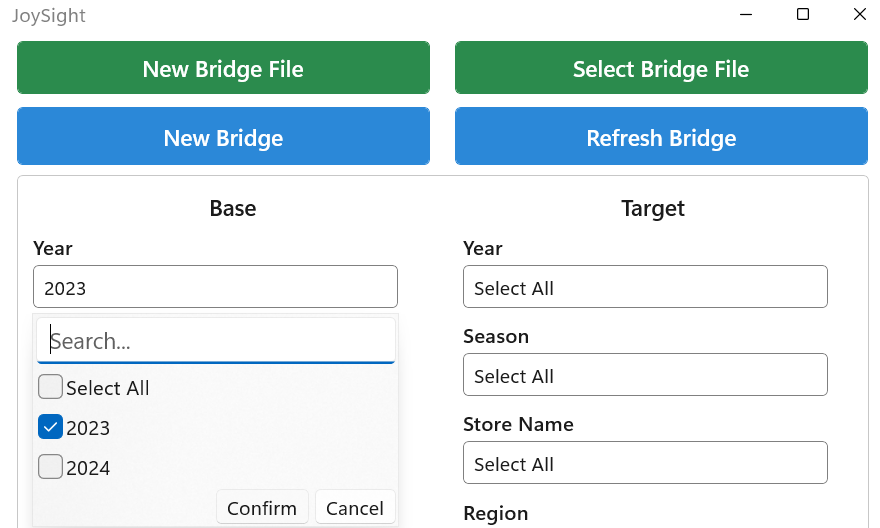 JoySight
New Bridge File
Select Bridge File
New Bridge
Refresh Bridge
Base
Target
Year
Year
2023
Select All
Search...
Season
Select All
Select All
2023
Store Name
2024
Select All
Confirm
Cancel
Region